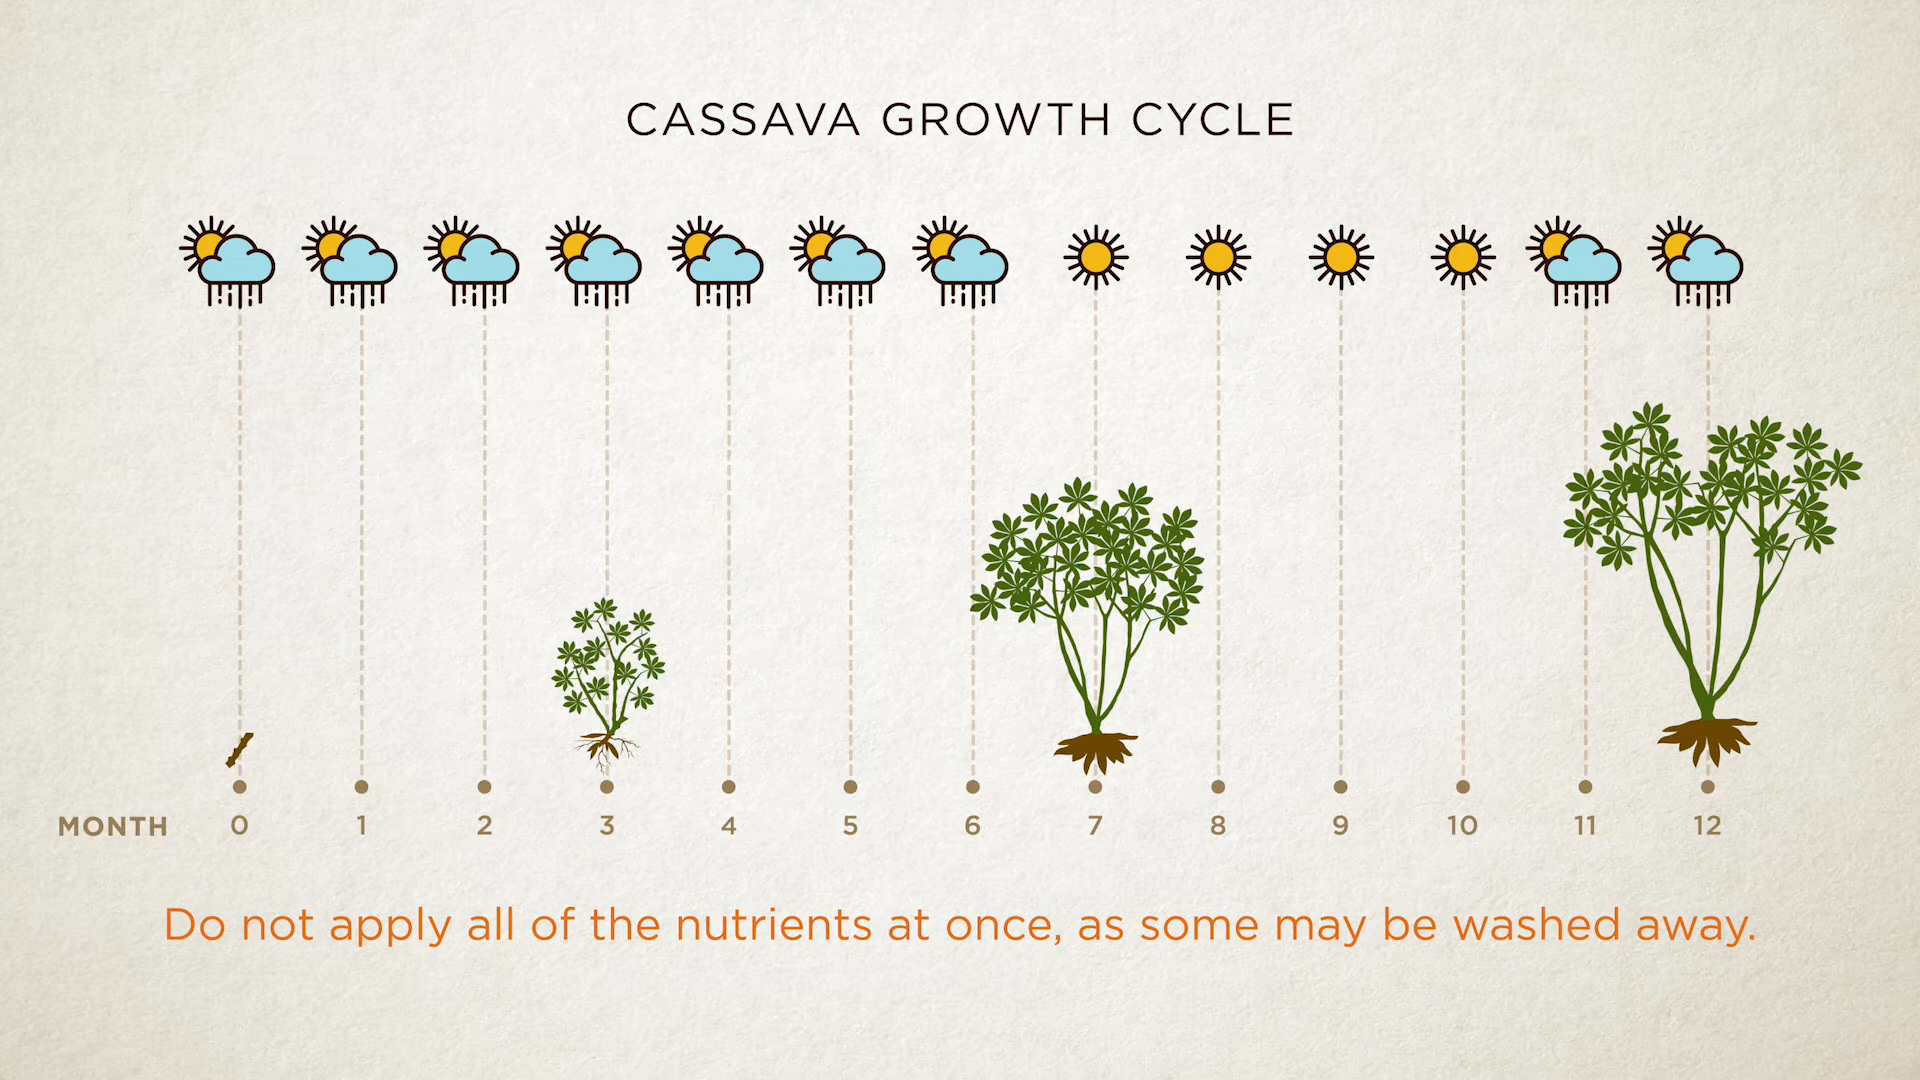 CASSAVA GROWTH CYCLE
MONTH 0 1 2 3 4 5 6 7 8 9 10 11 12
Do not apply all of the nutrients at once, as some may be washed away.